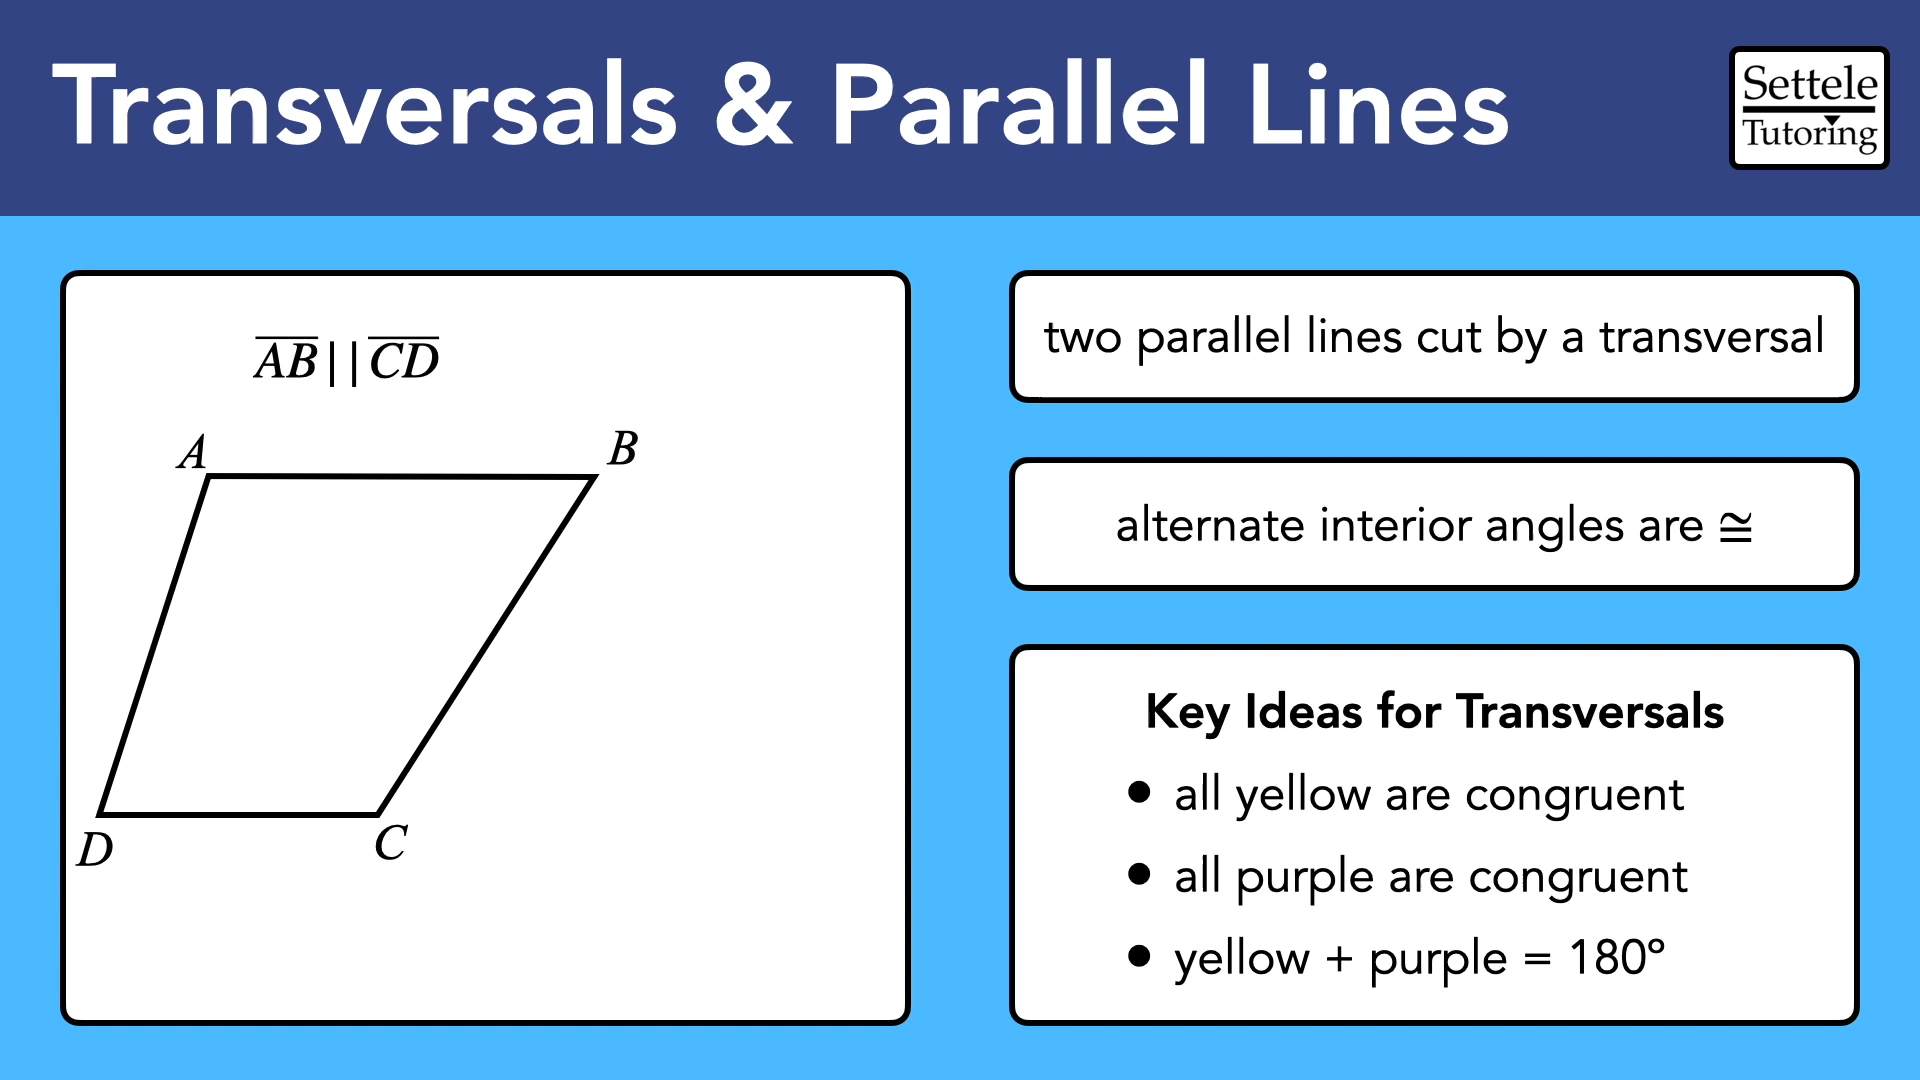 Transversals & Parallel Lines
Settele
Tutoring
AB||CD
A
B
D
C
two parallel lines cut by a transversal
alternate interior angles are ≅
Key Ideas for Transversals
• all yellow are congruent
• all purple are congruent
• yellow + purple = 180º